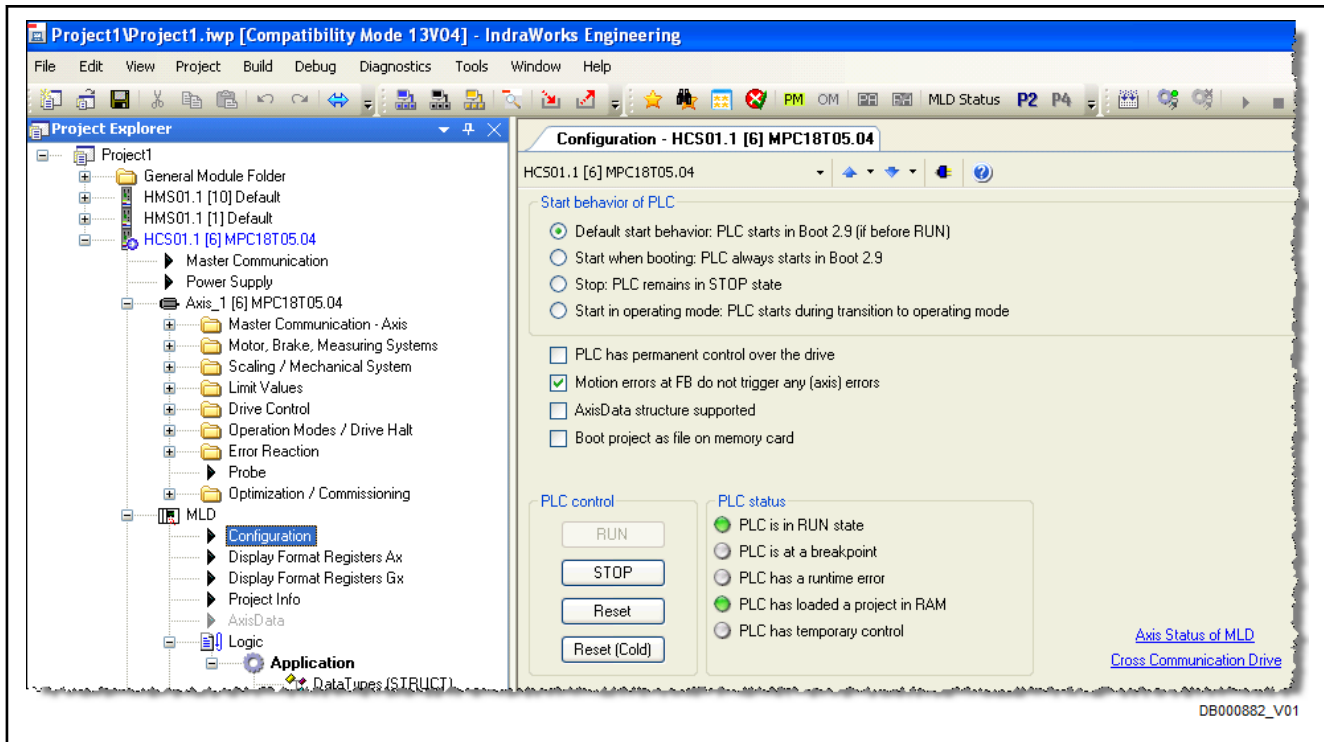 Project1\Project1.iwp [Compatibility Mode 13V04] - IndraWorks Engineering
File Edit View Project Build Debug Diagnostics Tools Window Help
PM OM MLD Status P2 P4
Project Explorer
Project1
General Module Folder
HMS01.1 [10] Default
HMS01.1 [1] Default
HCS01.1 [6] MPC18T05.04
Master Communication
Power Supply
Axis_1 [6] MPC18T05.04
Master Communication - Axis
Motor, Brake, Measuring Systems
Scaling / Mechanical System
Limit Values
Drive Control
Operation Modes / Drive Halt
Error Reaction
Probe
Optimization / Commissioning
MLD
Configuration
Display Format Registers Ax
Display Format Registers Gx
Project Info
AxisData
Logic
Application
DataTypes (STRUCT)
Configuration - HCS01.1 [6] MPC18T05.04
HCS01.1 [6] MPC18T05.04
Start behavior of PLC
Default start behavior: PLC starts in Boot 2.9 (if before RUN)
Start when booting: PLC always starts in Boot 2.9
Stop: PLC remains in STOP state
Start in operating mode: PLC starts during transition to operating mode
PLC has permanent control over the drive
Motion errors at FB do not trigger any (axis) errors
AxisData structure supported
Boot project as file on memory card
PLC control
RUN
STOP
Reset
Reset (Cold)
PLC status
PLC is in RUN state
PLC is at a breakpoint
PLC has a runtime error
PLC has loaded a project in RAM
PLC has temporary control
Axis Status of MLD
Cross Communication Drive
DB000882_V01